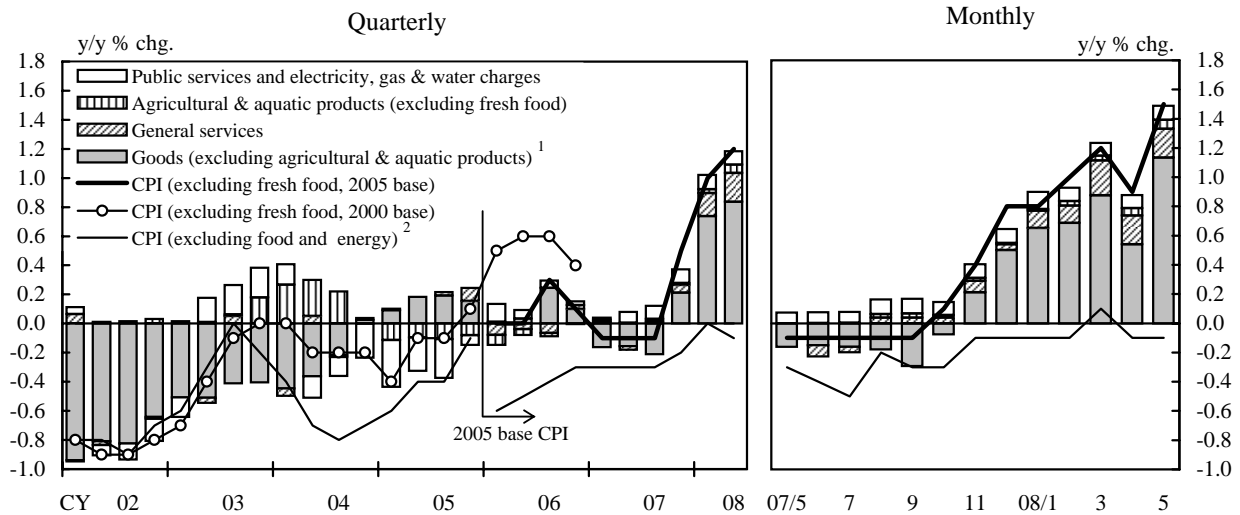 Quarterly
Monthly
y/y % chg.
y/y % chg.
1.8
1.6
1.4
1.2
1.0
0.8
0.6
0.4
0.2
0.0
-0.2
-0.4
-0.6
-0.8
-1.0
Public services and electricity, gas & water charges
Agricultural & aquatic products (excluding fresh food)
General services
Goods (excluding agricultural & aquatic products) 1
CPI (excluding fresh food, 2005 base)
CPI (excluding fresh food, 2000 base)
CPI (excluding food and energy) 2
2005 base CPI
1.8
1.6
1.4
1.2
1.0
0.8
0.6
0.4
0.2
0.0
-0.2
-0.4
-0.6
-0.8
-1.0
CY 02 03 04 05 06 07 08
07/5 7 9 11 08/1 3 5